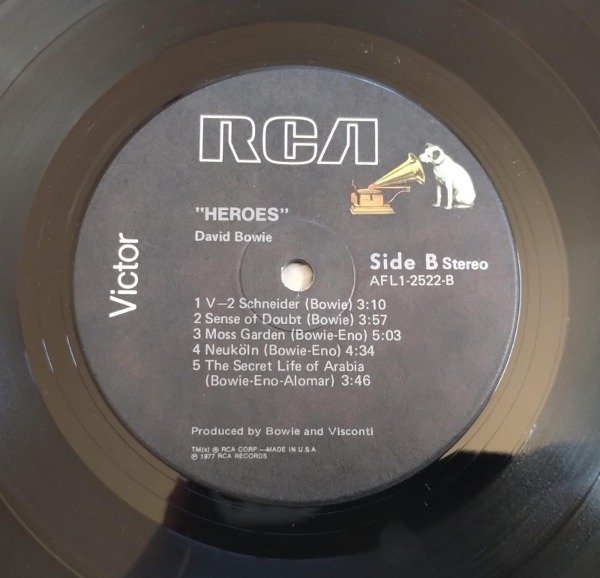 RCA
"HEROES"
David Bowie
Side B Stereo
AFL1-2522-B
Victor
1 V-2 Schneider (Bowie) 3:10
2 Sense of Doubt (Bowie) 3:57
3 Moss Garden (Bowie-Eno) 5:03
4 Neuköln (Bowie-Eno) 4:34
5 The Secret Life of Arabia
(Bowie-Eno-Alomar) 3:46
Produced by Bowie and Visconti
TM(s) ® RCA CORP.—MADE IN U.S.A.
℗ 1977 RCA RECORDS